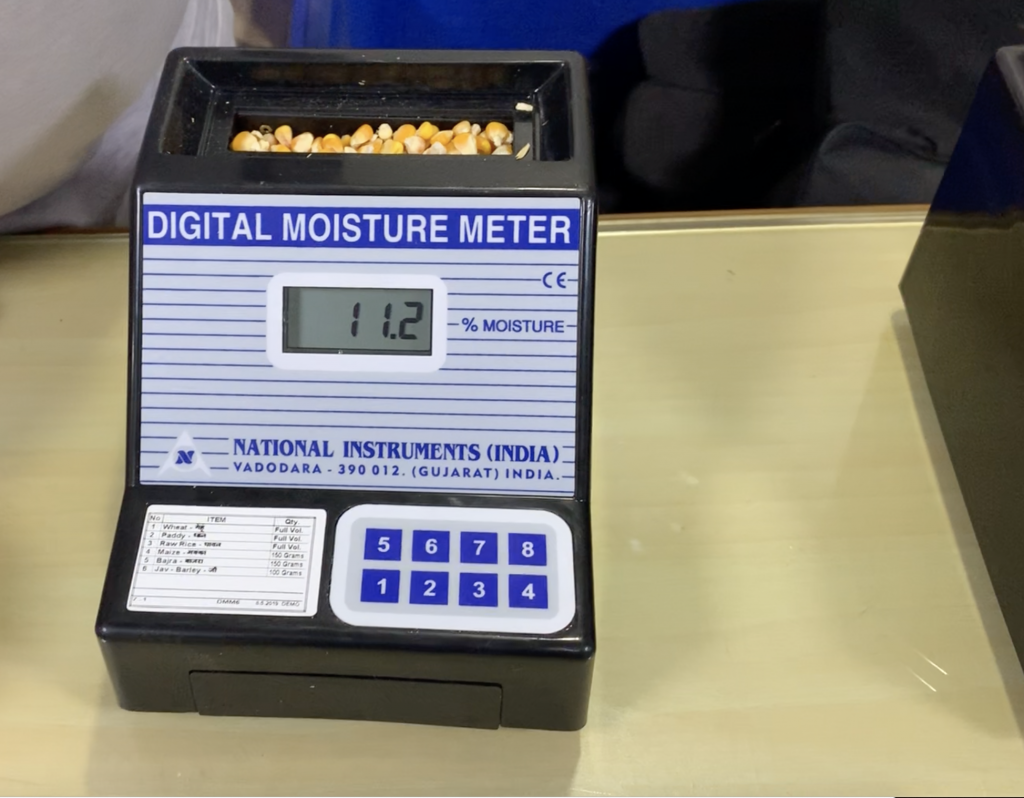 DIGITAL MOISTURE METER
CE
11.2
% MOISTURE
N
NATIONAL INSTRUMENTS (INDIA)
VADODARA - 390 012. (GUJARAT) INDIA.
No ITEM Qty.
1 Wheat - Full Vol.
2 Paddy - Full Vol.
3 Raw Rice - Full Vol.
4 Maize - 150 Grams
5 Bajra - 150 Grams
6 Jav - Barley - जौ 100 Grams
DEMO
5 6 7 8
1 2 3 4